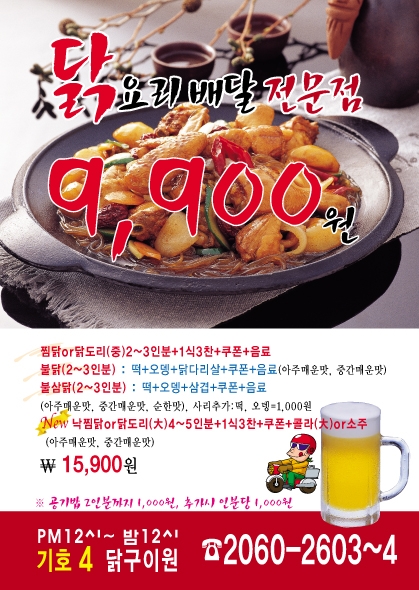 닭요리 배달 전문점
9,900원
찜닭or닭도리(중)2~3인분+1식3찬+쿠폰+음료
불닭(2~3인분) : 떡+오뎅+닭다리살+쿠폰+음료(아주매운맛. 중간매운맛)
불삼닭(2~3인분) : 떡+오뎅+삼겹+쿠폰+음료
(아주매운맛. 중간매운맛, 순한맛). 사리추가:떡. 오뎅=1,000원
New 낙찜닭or닭도리(大)4~5인분+1식3찬+쿠폰+콜라(大)or소주
(아주매운맛. 중간매운맛)
₩ 15,900원
※ 공기밥 2인분까지 1,000원, 추가시 인분당 1,000원
PM12시~ 밤12시
기호 4 닭구이원
☎2060-2603~4